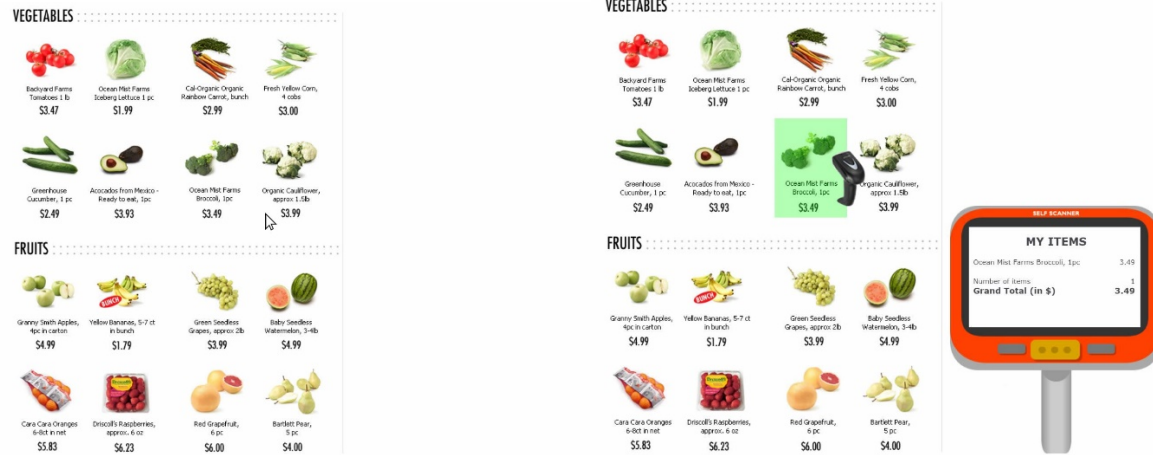 VEGETABLES
Backyard Farms
Tomatoes 1 lb
$3.47
Ocean Mist Farms
Iceberg Lettuce 1 pc
$1.99
Cal-Organic Organic
Rainbow Carrot, bunch
$2.99
Fresh Yellow Corn,
4 cobs
$3.00
Greenhouse
Cucumber, 1 pc
$2.49
Acocados from Mexico -
Ready to eat, 1pc
$3.93
Ocean Mist Farms
Broccoli, 1pc
$3.49
Organic Cauliflower,
approx 1.5lb
$3.99
FRUITS
Granny Smith Apples,
4pc in carton
$4.99
BUNCH
Yellow Bananas, 5-7 ct
in bunch
$1.79
Green Seedless
Grapes, approx 2lb
$3.99
Baby Seedless
Watermelon, 3-4lb
$4.99
Cara Cara Oranges
6-8ct in net
$5.83
Driscoll's Raspberries,
approx. 6 oz
$6.23
Red Grapefruit,
6 pc
$6.00
Bartlett Pear,
5 pc
$4.00
VEGETABLES
Backyard Farms
Tomatoes 1 lb
$3.47
Ocean Mist Farms
Iceberg Lettuce 1 pc
$1.99
Cal-Organic Organic
Rainbow Carrot, bunch
$2.99
Fresh Yellow Corn,
4 cobs
$3.00
Greenhouse
Cucumber, 1 pc
$2.49
Acocados from Mexico -
Ready to eat, 1pc
$3.93
Ocean Mist Farms
Broccoli, 1pc
$3.49
Organic Cauliflower,
approx 1.5lb
$3.99
FRUITS
Granny Smith Apples,
4pc in carton
$4.99
BUNCH
Yellow Bananas, 5-7 ct
in bunch
$1.79
Green Seedless
Grapes, approx 2lb
$3.99
Baby Seedless
Watermelon, 3-4lb
$4.99
Cara Cara Oranges
6-8ct in net
$5.83
Driscoll's Raspberries,
approx. 6 oz
$6.23
Red Grapefruit,
6 pc
$6.00
Bartlett Pear,
5 pc
$4.00
SELF SCANNER
MY ITEMS
Ocean Mist Farms Broccoli, 1pc 3.49
Number of items 1
Grand Total (in $) 3.49